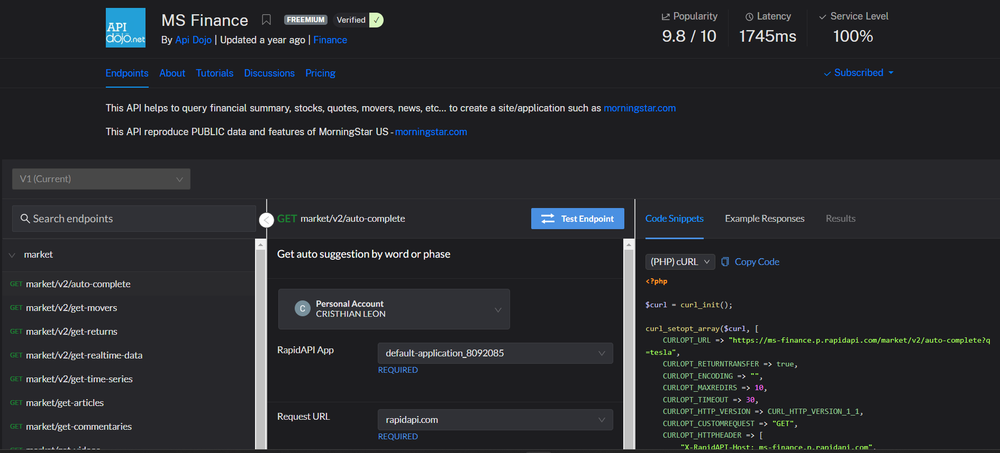 API
dojo.net
MS Finance
FREEMIUM
Verified
By Api Dojo | Updated a year ago | Finance
Popularity
9.8 / 10
Latency
1745ms
Service Level
100%
Endpoints
About
Tutorials
Discussions
Pricing
Subscribed
This API helps to query financial summary, stocks, quotes, movers, news, etc... to create a site/application such as morningstar.com
This API reproduce PUBLIC data and features of MorningStar US - morningstar.com
V1 (Current)
Search endpoints
market
GET market/v2/auto-complete
GET market/v2/get-movers
GET market/v2/get-returns
GET market/v2/get-realtime-data
GET market/v2/get-time-series
GET market/get-articles
GET market/get-commentaries
GET market/get-videos
GET market/v2/auto-complete
Test Endpoint
Get auto suggestion by word or phase
C
Personal Account
CRISTHIAN LEON
RapidAPI App
default-application_8092085
REQUIRED
Request URL
rapidapi.com
REQUIRED
Code Snippets
Example Responses
Results
(PHP) cURL
Copy Code
<?php
$curl = curl_init();
curl_setopt_array($curl, [
CURLOPT_URL => "https://ms-finance.p.rapidapi.com/market/v2/auto-complete?q
=tesla",
CURLOPT_RETURNTRANSFER => true,
CURLOPT_ENCODING => "",
CURLOPT_MAXREDIRS => 10,
CURLOPT_TIMEOUT => 30,
CURLOPT_HTTP_VERSION => CURL_HTTP_VERSION_1_1,
CURLOPT_CUSTOMREQUEST => "GET",
CURLOPT_HTTPHEADER => [
"X-RapidAPI-Host: ms-finance.p.rapidapi.com",